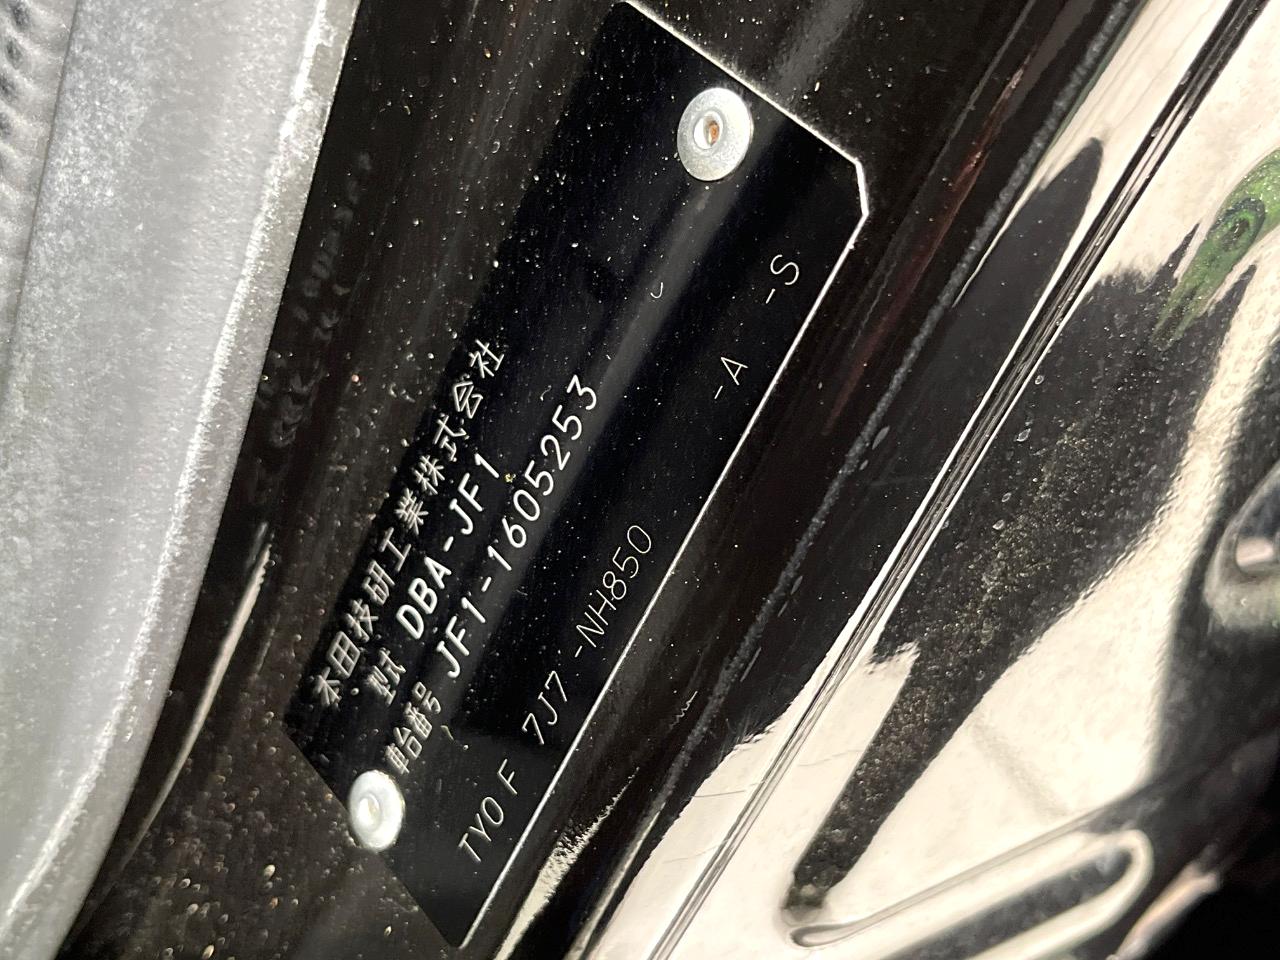 本田技研工業株式会社
型式 DBA-JF1
車台番号 JF1-1605253
TY0 F 7J7 -NH850 -A -S